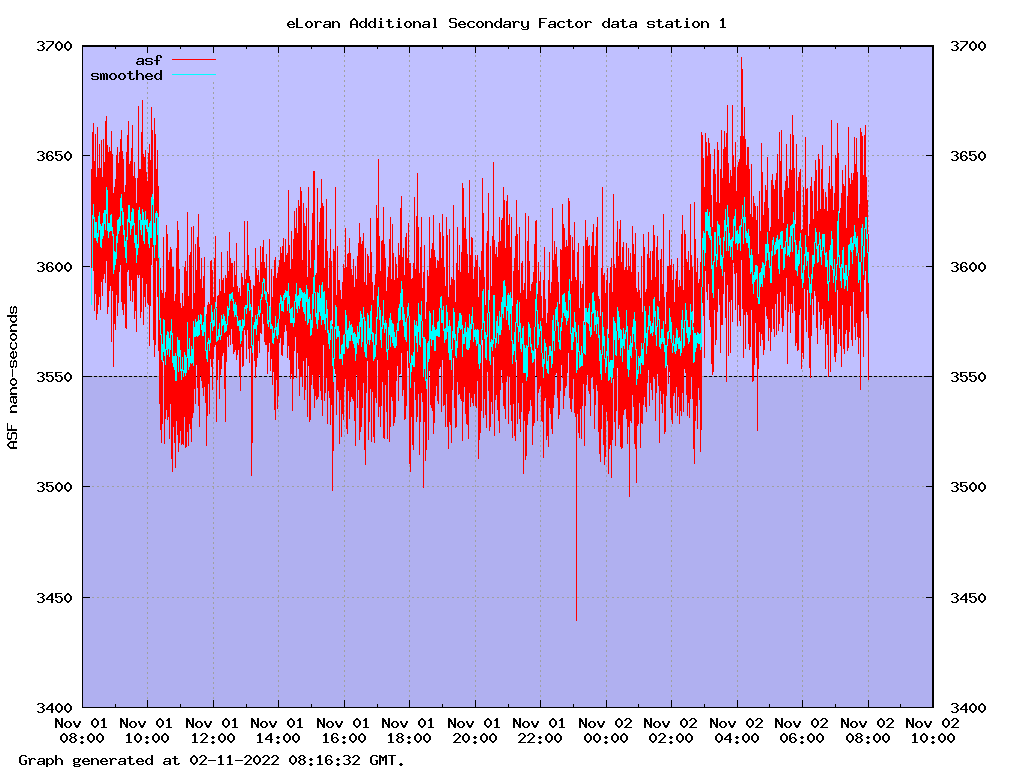 eLoran Additional Secondary Factor data station 1
3700
3700
asf
smoothed
3650
3650
3600
3600
ASF nano-seconds
3550
3550
3500
3500
3450
3450
3400
3400
Nov 01 Nov 01 Nov 01 Nov 01 Nov 01 Nov 01 Nov 01 Nov 01 Nov 02 Nov 02 Nov 02 Nov 02 Nov 02 Nov 02
08:00 10:00 12:00 14:00 16:00 18:00 20:00 22:00 00:00 02:00 04:00 06:00 08:00 10:00
Graph generated at 02-11-2022 08:16:32 GMT.